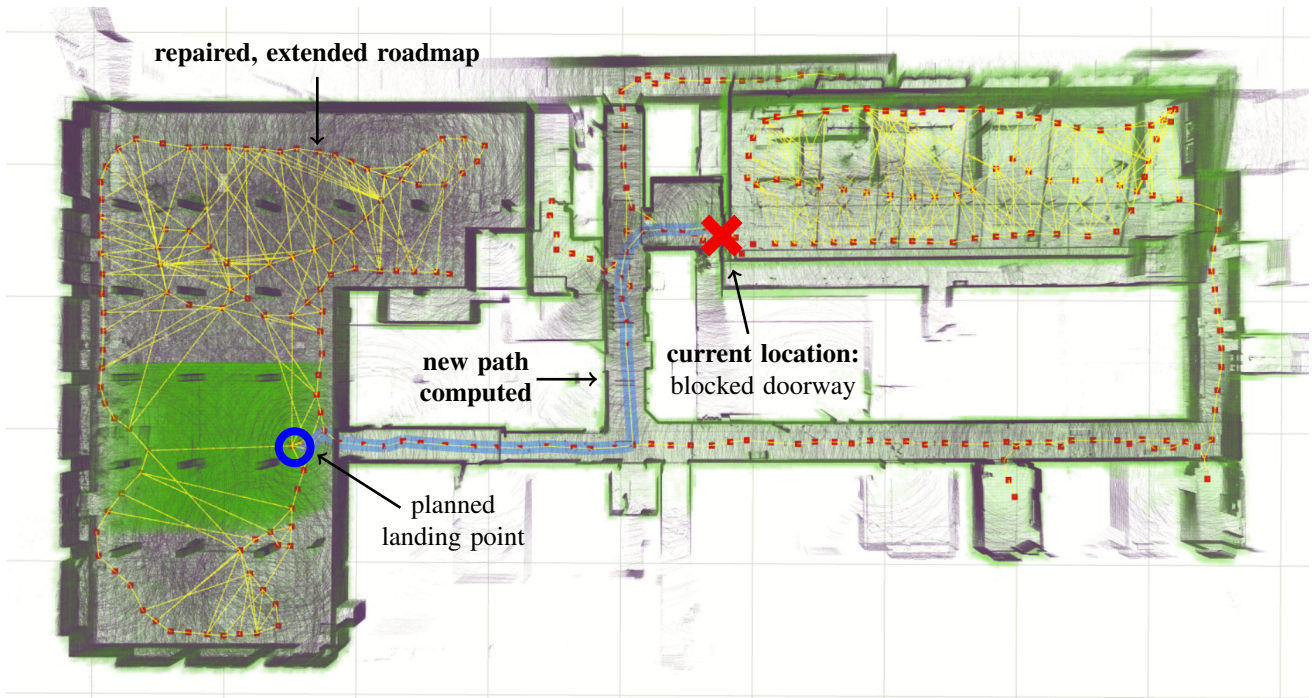 repaired, extended roadmap
new path
computed
current location:
blocked doorway
planned
landing point